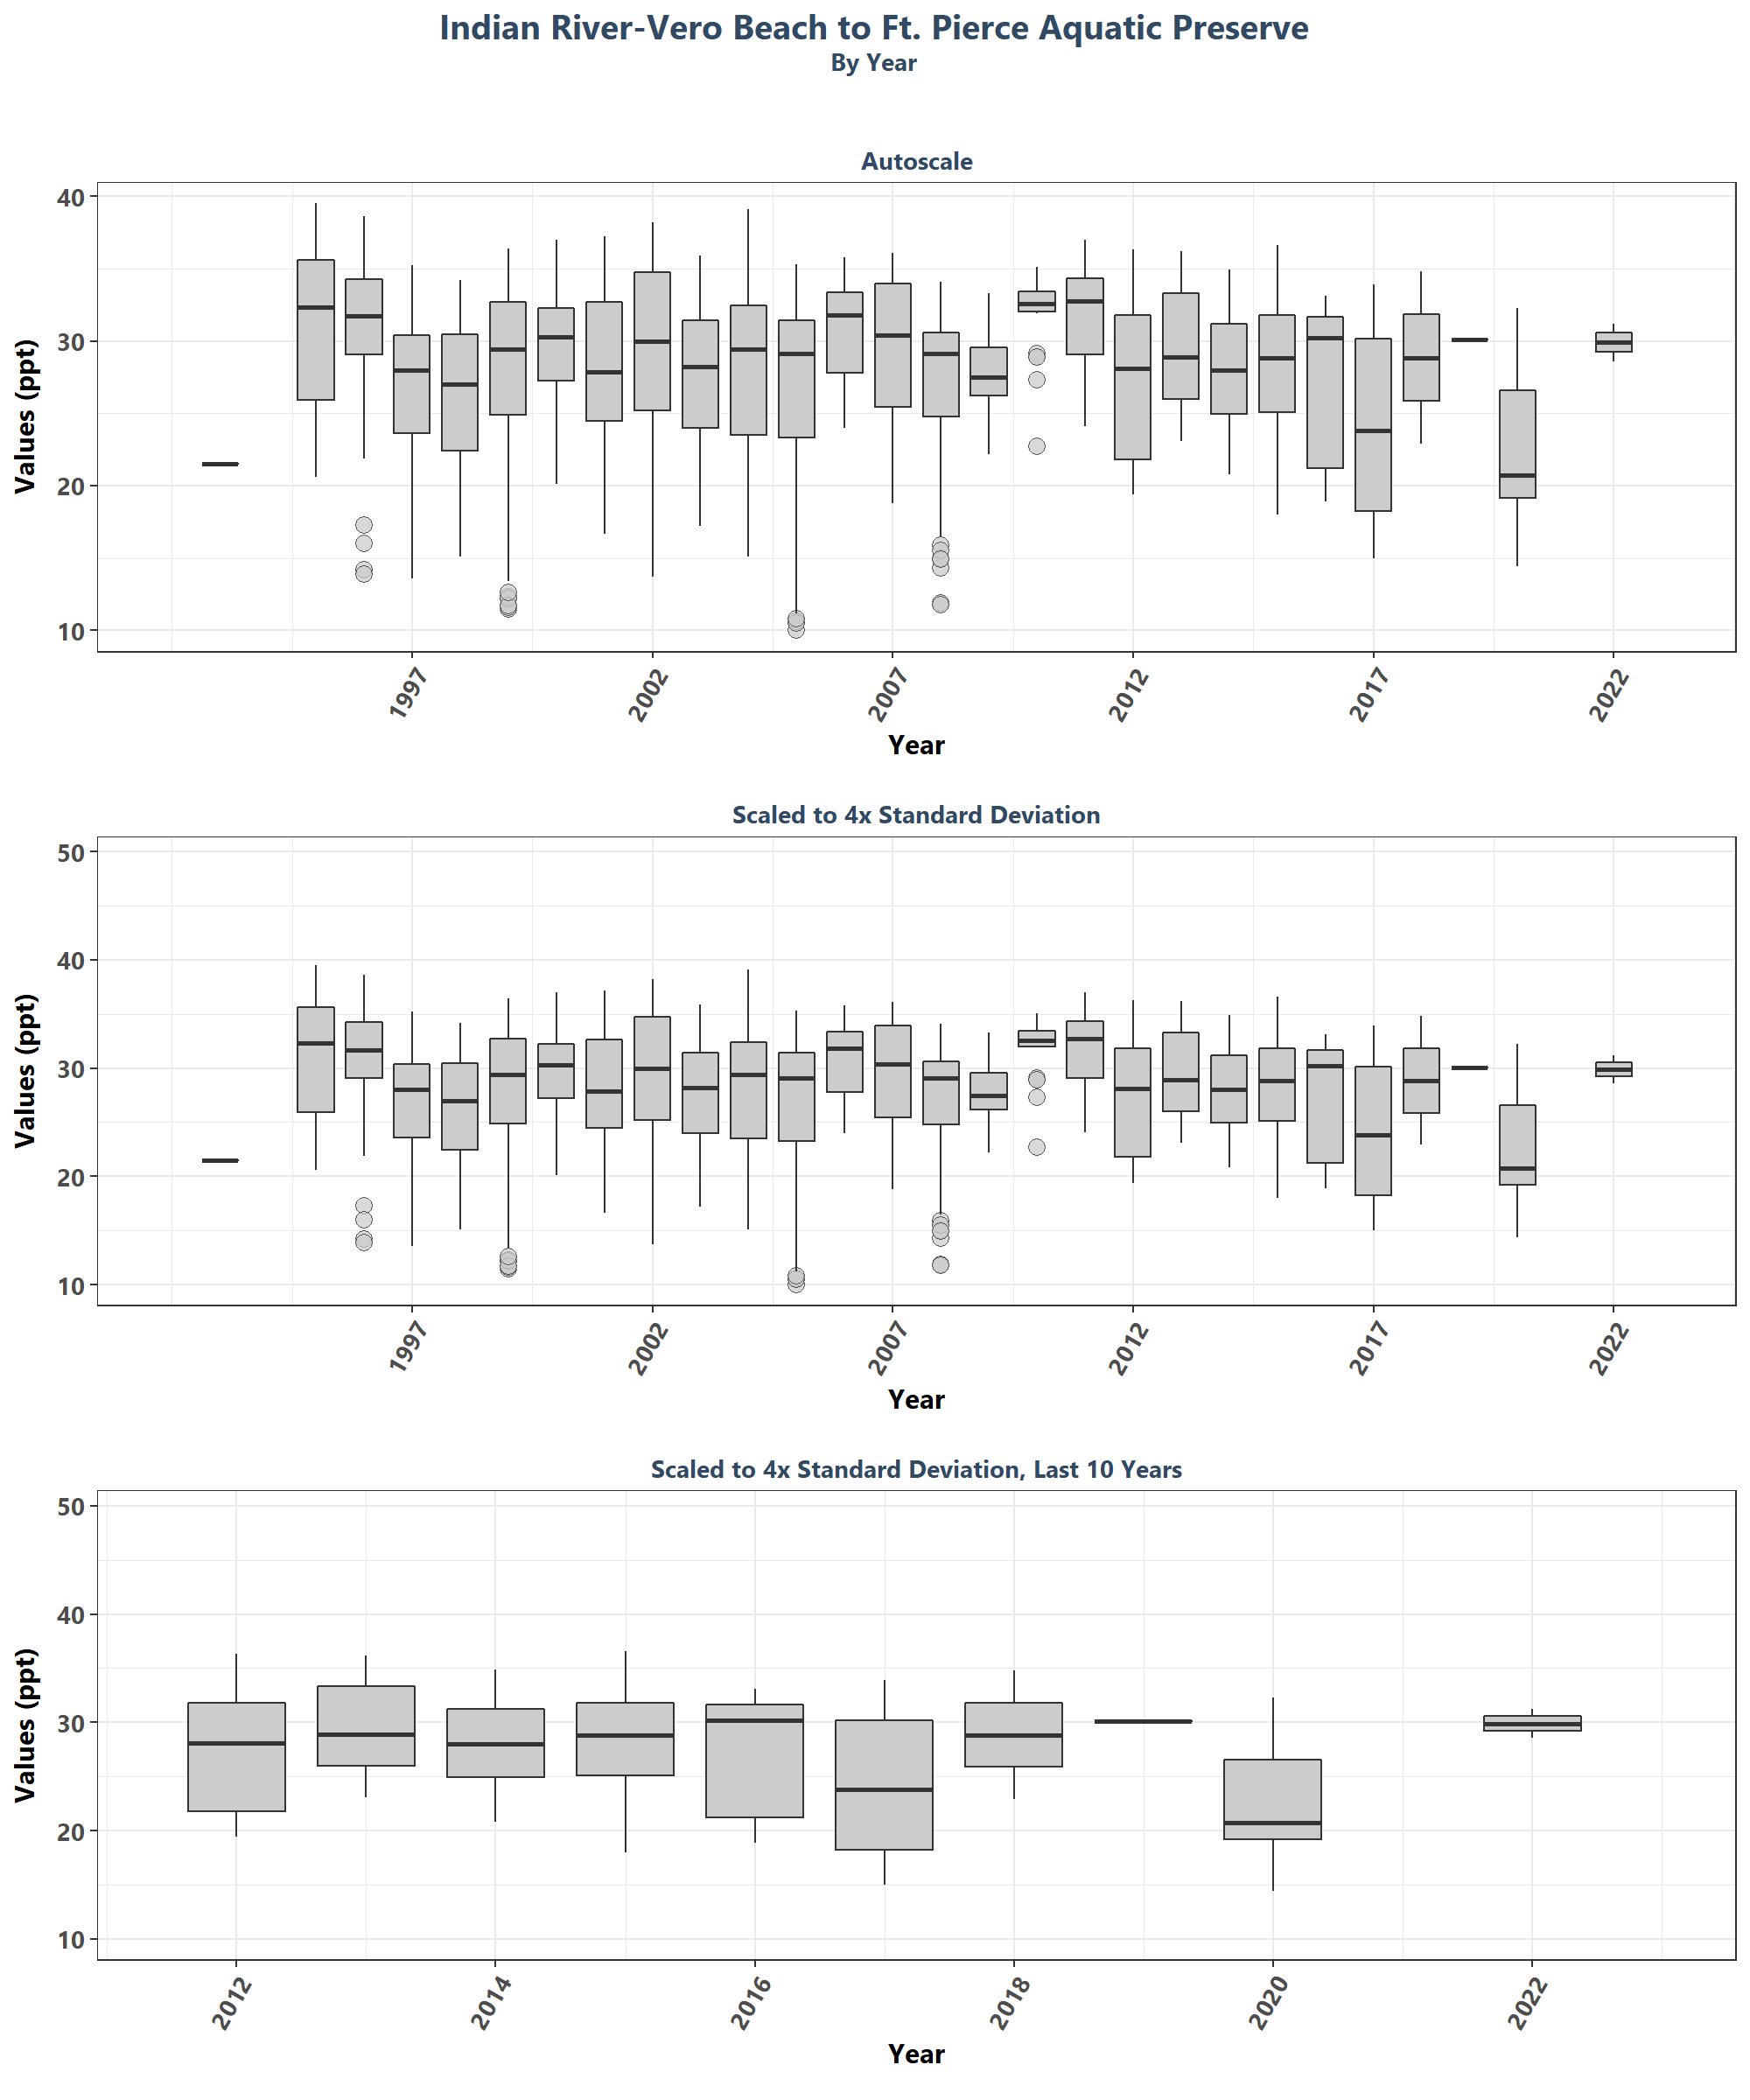 Indian River-Vero Beach to Ft. Pierce Aquatic Preserve
By Year
Autoscale
Values (ppt)
40
30
20
10
1997
2002
2007
2012
2017
2022
Year
Scaled to 4x Standard Deviation
Values (ppt)
50
40
30
20
10
1997
2002
2007
2012
2017
2022
Year
Scaled to 4x Standard Deviation, Last 10 Years
Values (ppt)
50
40
30
20
10
2012
2014
2016
2018
2020
2022
Year